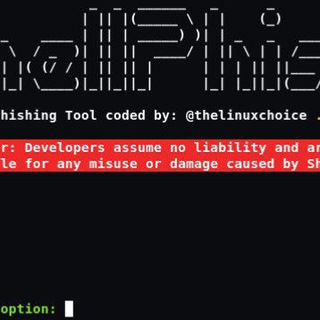 hishing Tool coded by: @thelinuxchoice .
r: Developers assume no liability and ar
le for any misuse or damage caused by Sh
option: